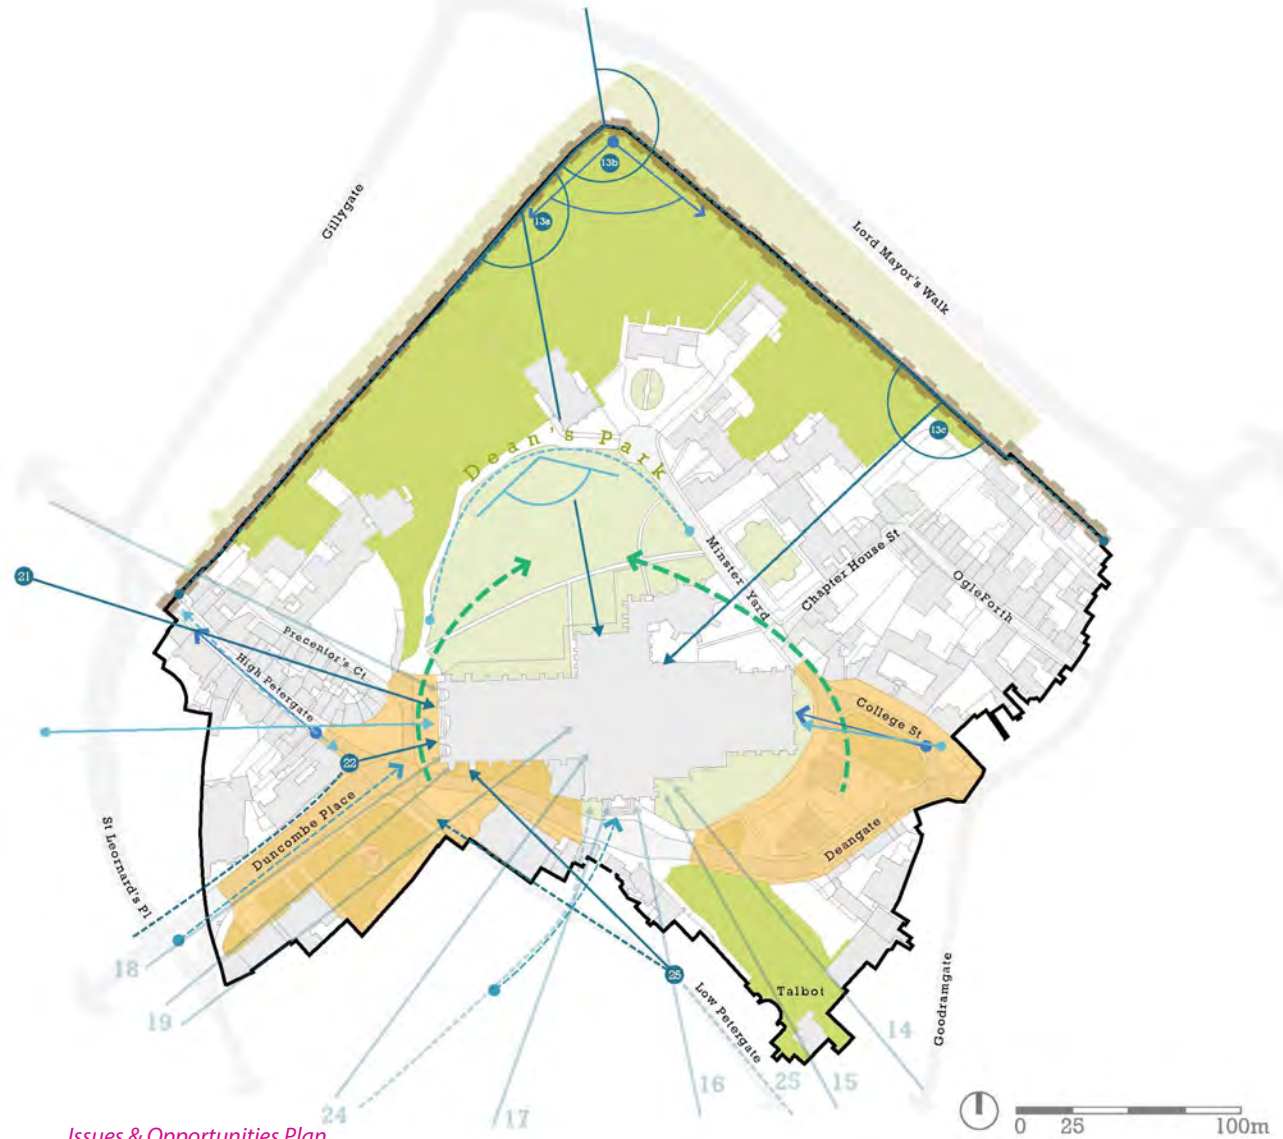 13b
13a
Gillygate
Lord Mayor's Walk
13c
Dean's Park
Minster Yard
Chapter House St
OgleForth
21
Precentor's Ct
High Petergate
College St
22
Duncombe Place
Deangate
St Leornard's Pl
18
25
Low Petergate
Talbot
Goodramgate
19
14
24
17
16
25
15
0 25 100m
Issues & Opportunities Plan